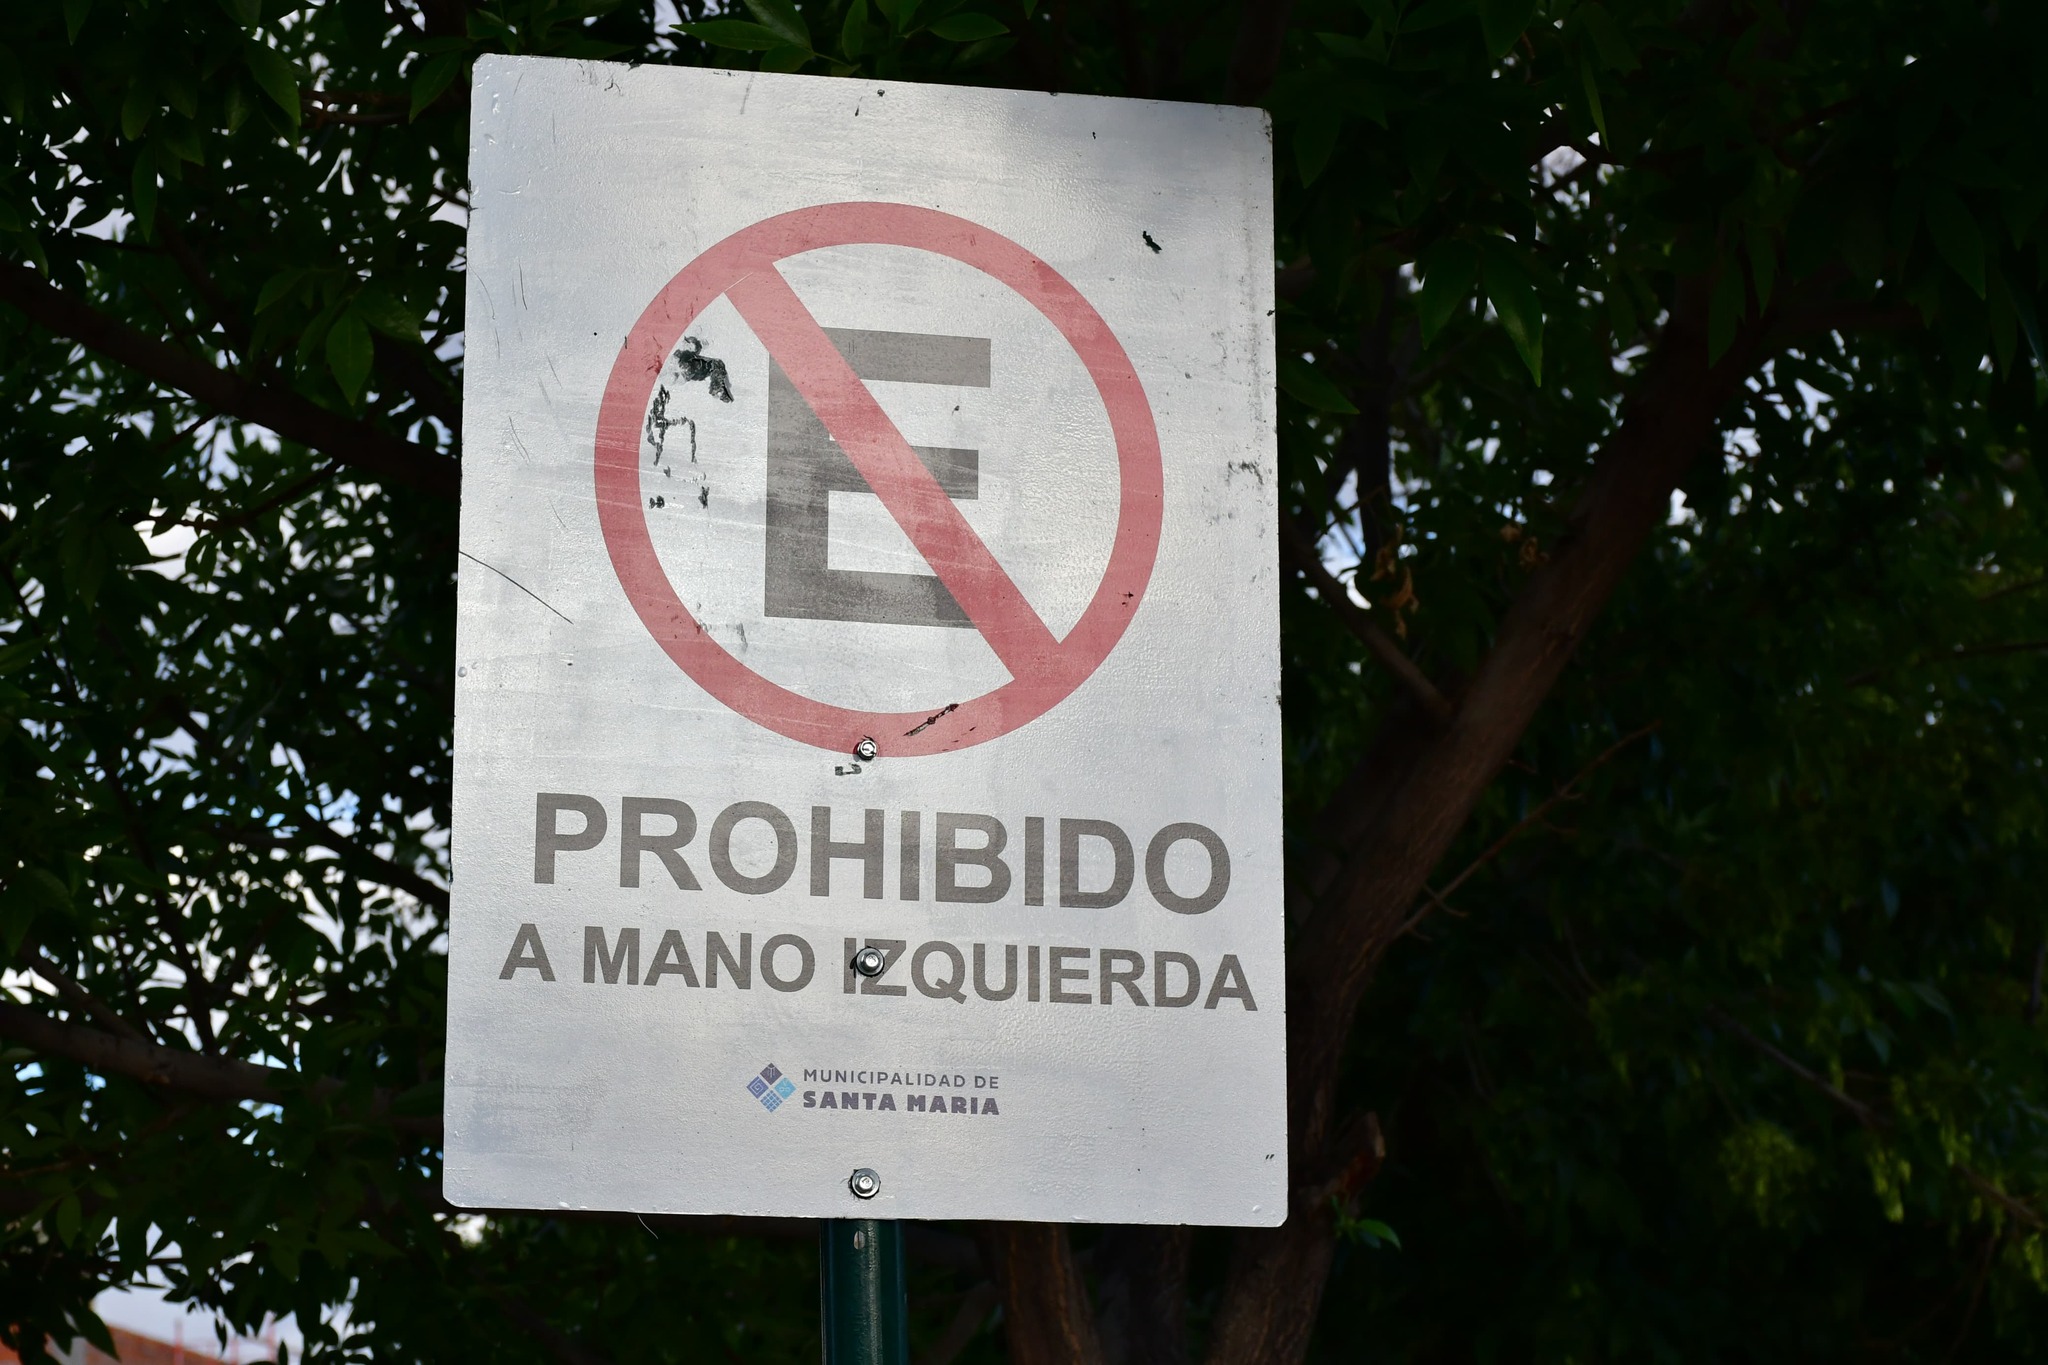 E
PROHIBIDO
A MANO IZQUIERDA
MUNICIPALIDAD DE
SANTA MARIA